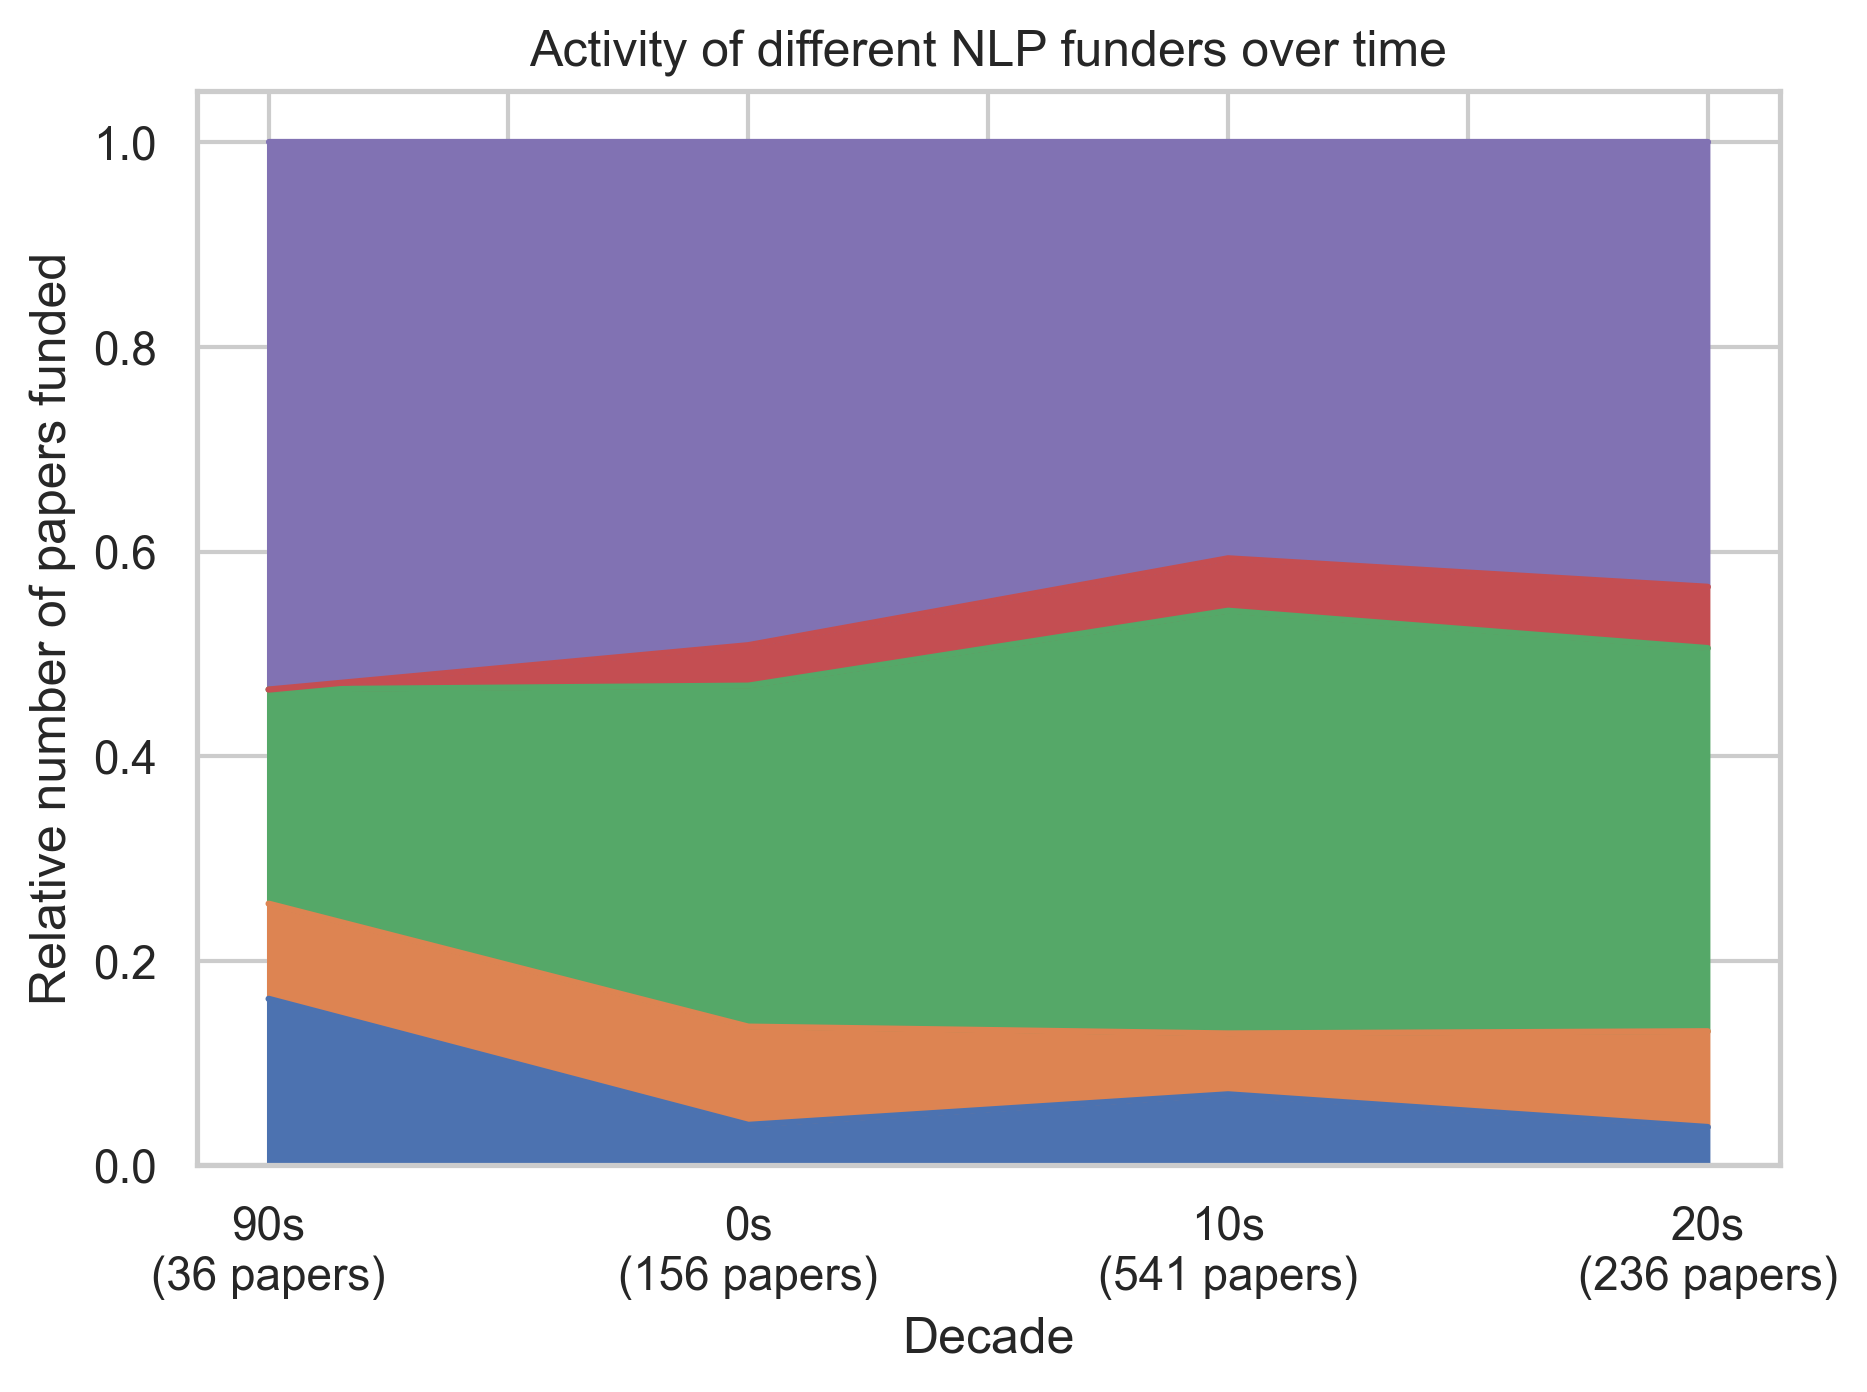 Activity of different NLP funders over time
Relative number of papers funded
1.0
0.8
0.6
0.4
0.2
0.0
90s 0s 10s 20s
(36 papers) (156 papers) (541 papers) (236 papers)
Decade